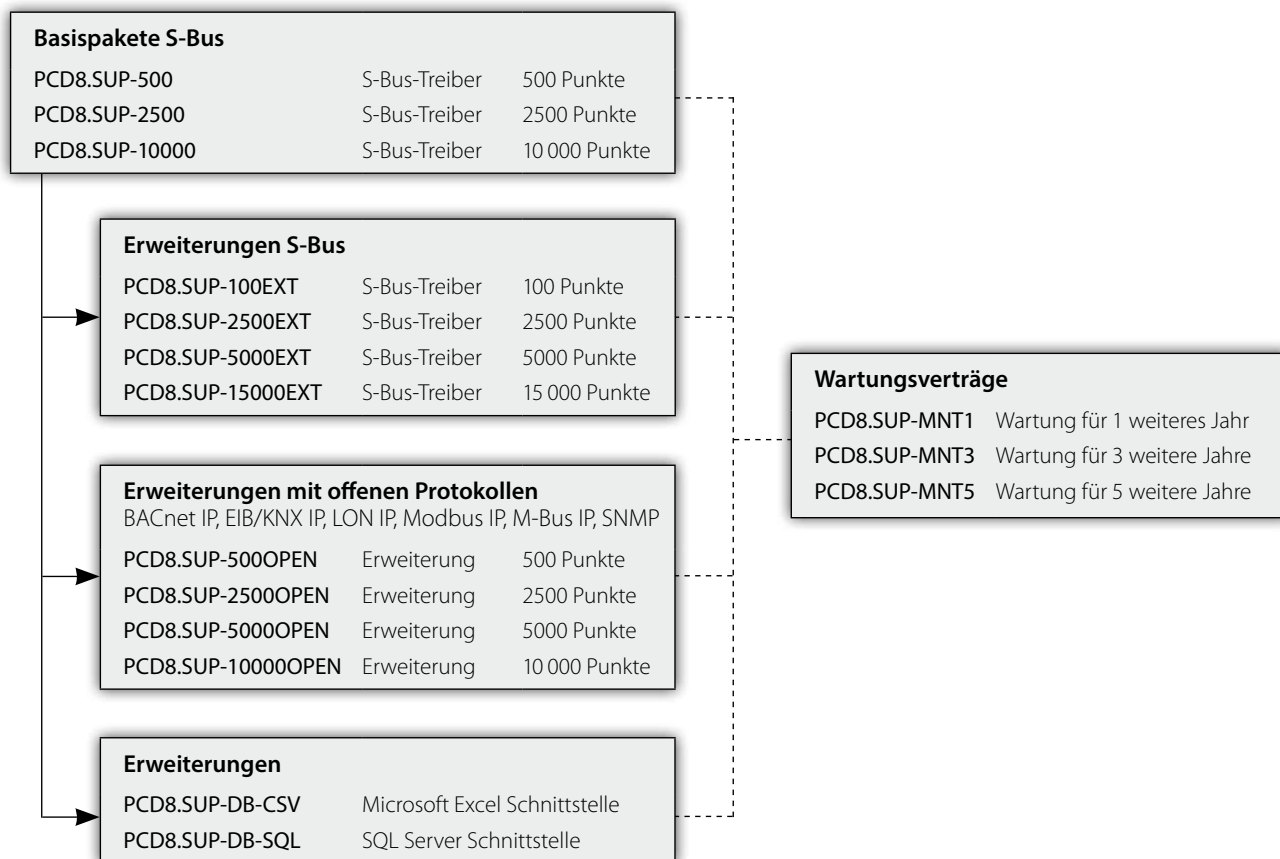 Basispakete S-Bus
PCD8.SUP-500 S-Bus-Treiber 500 Punkte
PCD8.SUP-2500 S-Bus-Treiber 2500 Punkte
PCD8.SUP-10000 S-Bus-Treiber 10 000 Punkte
Erweiterungen S-Bus
PCD8.SUP-100EXT S-Bus-Treiber 100 Punkte
PCD8.SUP-2500EXT S-Bus-Treiber 2500 Punkte
PCD8.SUP-5000EXT S-Bus-Treiber 5000 Punkte
PCD8.SUP-15000EXT S-Bus-Treiber 15 000 Punkte
Erweiterungen mit offenen Protokollen
BACnet IP, EIB/KNX IP, LON IP, Modbus IP, M-Bus IP, SNMP
PCD8.SUP-500OPEN Erweiterung 500 Punkte
PCD8.SUP-2500OPEN Erweiterung 2500 Punkte
PCD8.SUP-5000OPEN Erweiterung 5000 Punkte
PCD8.SUP-10000OPEN Erweiterung 10 000 Punkte
Erweiterungen
PCD8.SUP-DB-CSV Microsoft Excel Schnittstelle
PCD8.SUP-DB-SQL SQL Server Schnittstelle
Wartungsverträge
PCD8.SUP-MNT1 Wartung für 1 weiteres Jahr
PCD8.SUP-MNT3 Wartung für 3 weitere Jahre
PCD8.SUP-MNT5 Wartung für 5 weitere Jahre